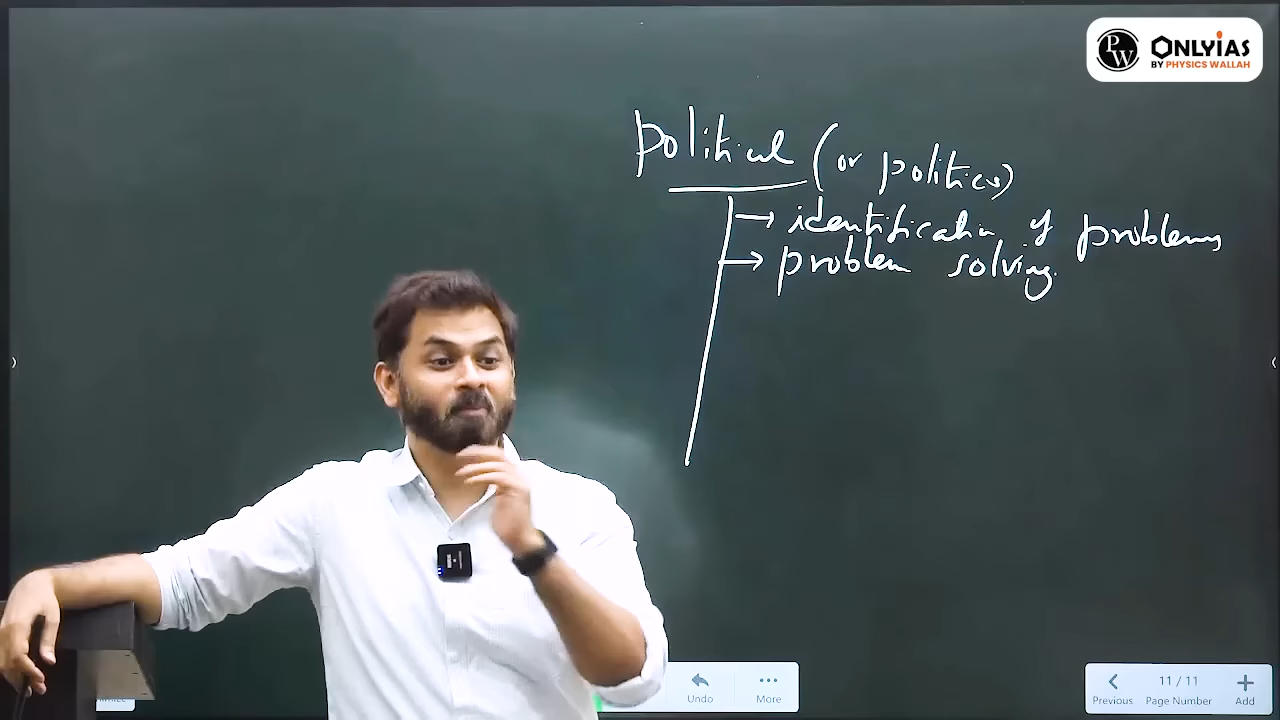 PW ONLYIAS
BY PHYSICS WALLAH
political (or politics)
→ identification of problems
→ problem solving.
Undo
More
Previous
11 / 11
Page Number
Add